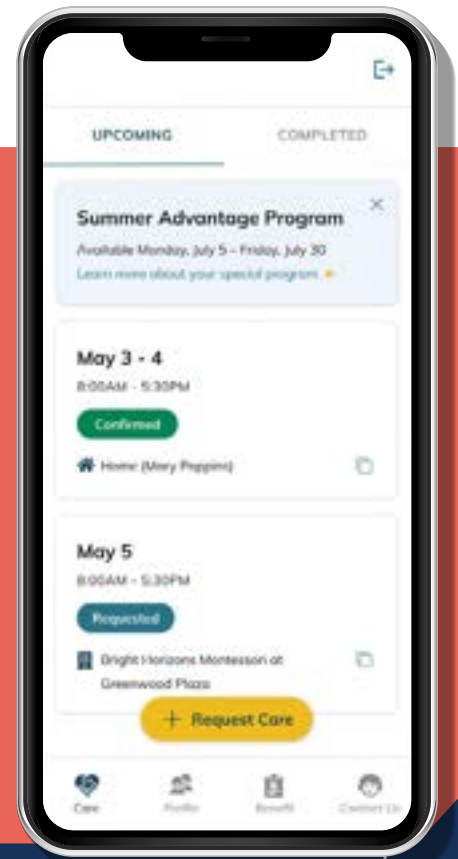 UPCOMING
COMPLETED
Summer Advantage Program
Available Monday, July 5 - Friday, July 30
Learn more about your special program
May 3 - 4
8:00AM - 5:30PM
Confirmed
Home (Mary Poppins)
May 5
8:00AM - 5:30PM
Requested
Bright Horizons Montessori at
Greenwood Plaza
+ Request Care
Care
Profile
Benefit
Contact Us